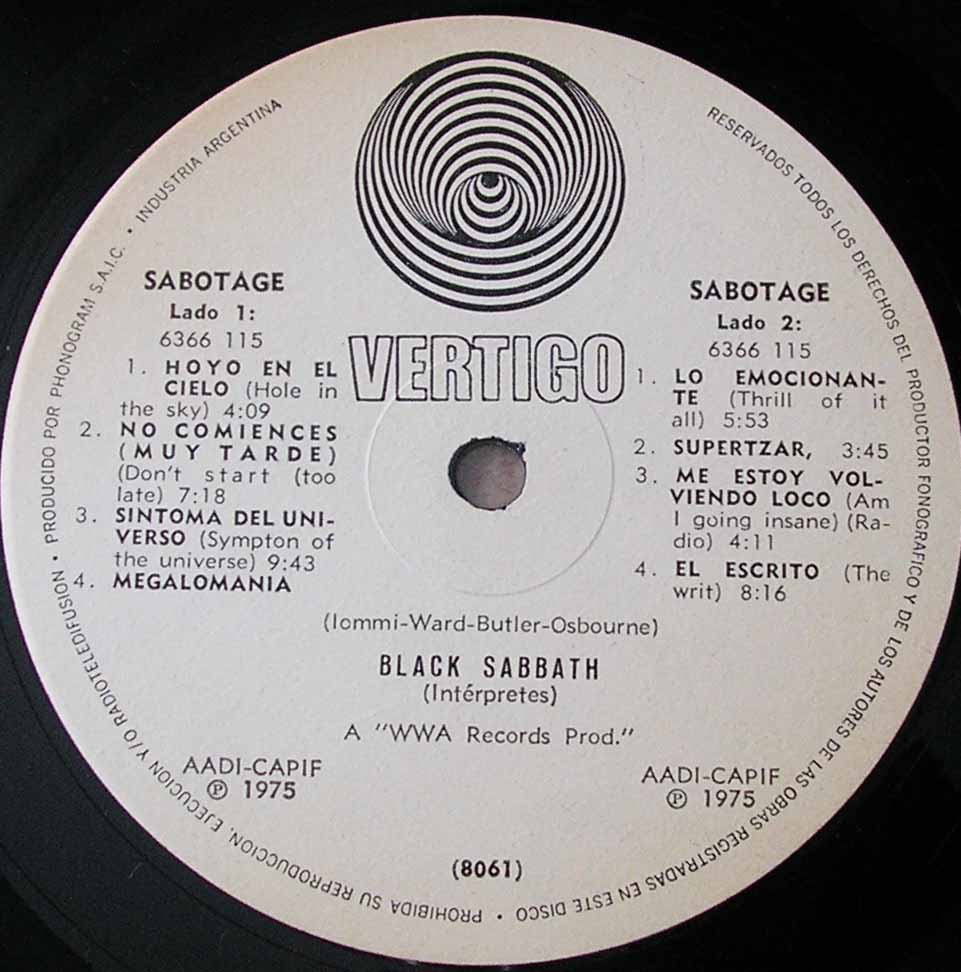 PRODUCIDO POR PHONOGRAM S.A.I.C. • INDUSTRIA ARGENTINA
RESERVADOS TODOS LOS DERECHOS DEL PRODUCTOR FONOGRAFICO Y DE LOS AUTORES DE LAS OBRAS REGISTRADAS EN ESTE DISCO • PROHIBIDA SU REPRODUCCION, EJECUCION Y/O RADIOTELEDIFUSION •
VERTIGO
SABOTAGE
Lado 1:
6366 115
1. HOYO EN EL
CIELO (Hole in
the sky) 4:09
2. NO COMIENCES
(MUY TARDE)
(Don't start (too
late) 7:18
3. SINTOMA DEL UNI-
VERSO (Sympton of
the universe) 9:43
4. MEGALOMANIA
SABOTAGE
Lado 2:
6366 115
1. LO EMOCIONAN-
TE (Thrill of it
all) 5:53
2. SUPERTZAR, 3:45
3. ME ESTOY VOL-
VIENDO LOCO (Am
I going insane) (Ra-
dio) 4:11
4. EL ESCRITO (The
writ) 8:16
(Iommi-Ward-Butler-Osbourne)
BLACK SABBATH
(Intérpretes)
A "WWA Records Prod."
AADI-CAPIF
℗ 1975
AADI-CAPIF
℗ 1975
(8061)